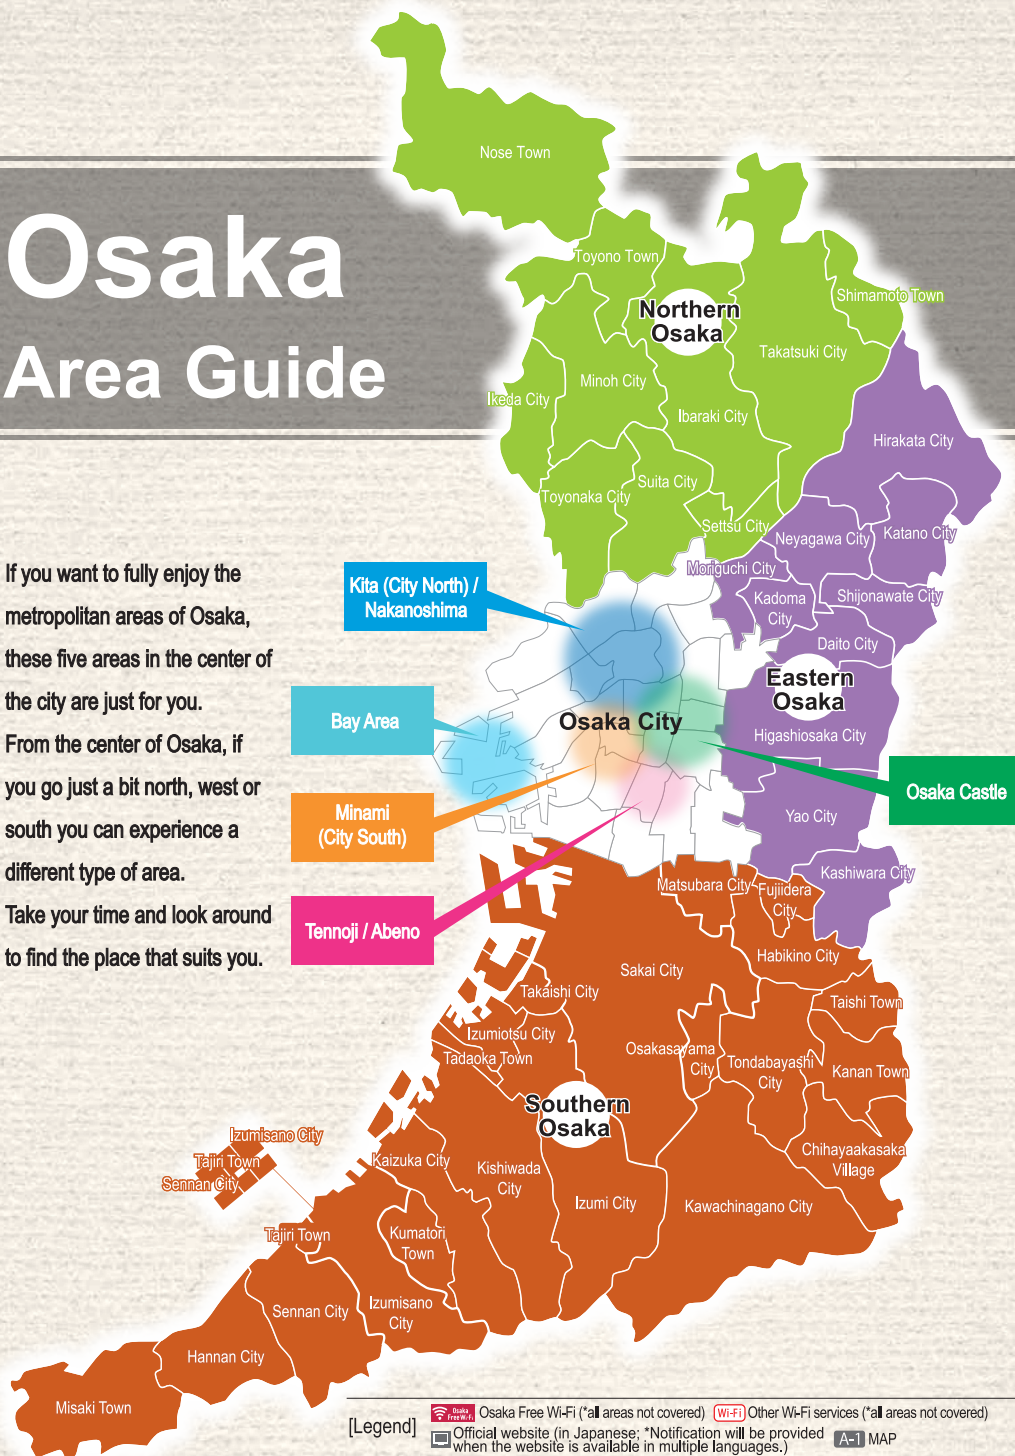 Osaka
Area Guide
If you want to fully enjoy the
metropolitan areas of Osaka,
these five areas in the center of
the city are just for you.
From the center of Osaka, if
you go just a bit north, west or
south you can experience a
different type of area.
Take your time and look around
to find the place that suits you.
Nose Town
Toyono Town
Shimamoto Town
Northern
Osaka
Takatsuki City
Minoh City
Ikeda City
Ibaraki City
Hirakata City
Suita City
Toyonaka City
Settsu City
Neyagawa City
Katano City
Moriguchi City
Kadoma
City
Shijonawate City
Daito City
Eastern
Osaka
Higashiosaka City
Yao City
Kashiwara City
Kita (City North) /
Nakanoshima
Bay Area
Osaka City
Minami
(City South)
Osaka Castle
Tennoji / Abeno
Matsubara City
Fujiidera
City
Habikino City
Sakai City
Takaishi City
Taishi Town
Izumiotsu City
Tadaoka Town
Osakasayama
City
Tondabayashi
City
Kanan Town
Southern
Osaka
Chihayaakasaka
Village
Izumisano City
Tajiri Town
Sennan City
Kaizuka City
Kishiwada
City
Izumi City
Kawachinagano City
Tajiri Town
Kumatori
Town
Sennan City
Izumisano
City
Hannan City
Misaki Town
[Legend]
Osaka
Free Wi-Fi
Osaka Free Wi-Fi (*all areas not covered)
Wi-Fi Other Wi-Fi services (*all areas not covered)
Official website (in Japanese; *Notification will be provided
when the website is available in multiple languages.)
A-1 MAP